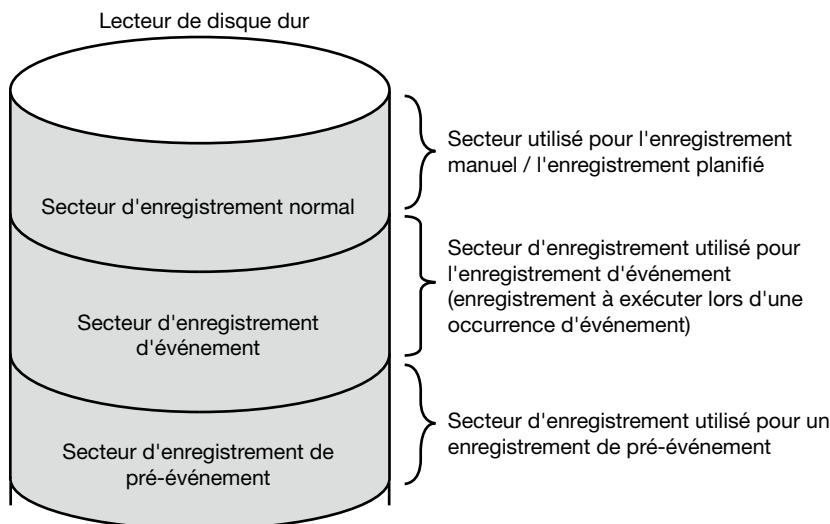 Lecteur de disque dur
Secteur utilisé pour l'enregistrement
manuel / l'enregistrement planifié
Secteur d'enregistrement normal
Secteur d'enregistrement utilisé pour
l'enregistrement d'événement
(enregistrement à exécuter lors d'une
occurrence d'événement)
Secteur d'enregistrement
d'événement
Secteur d'enregistrement utilisé pour un
enregistrement de pré-événement
Secteur d'enregistrement de
pré-événement